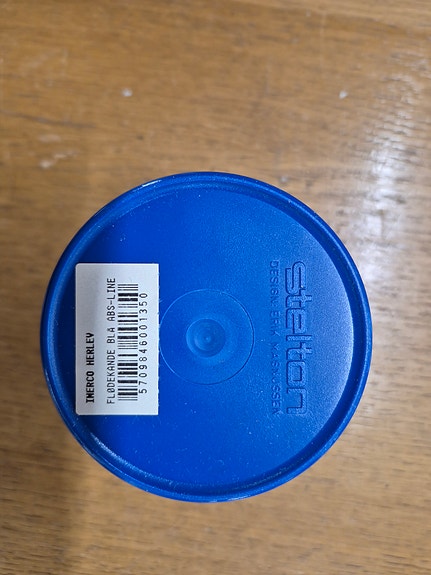 IMERCO HERLEV
FLØDEKANDE BLÅ ABS-LINE
5709846001350
stelton
DESIGN: ERIK MAGNUSSEN